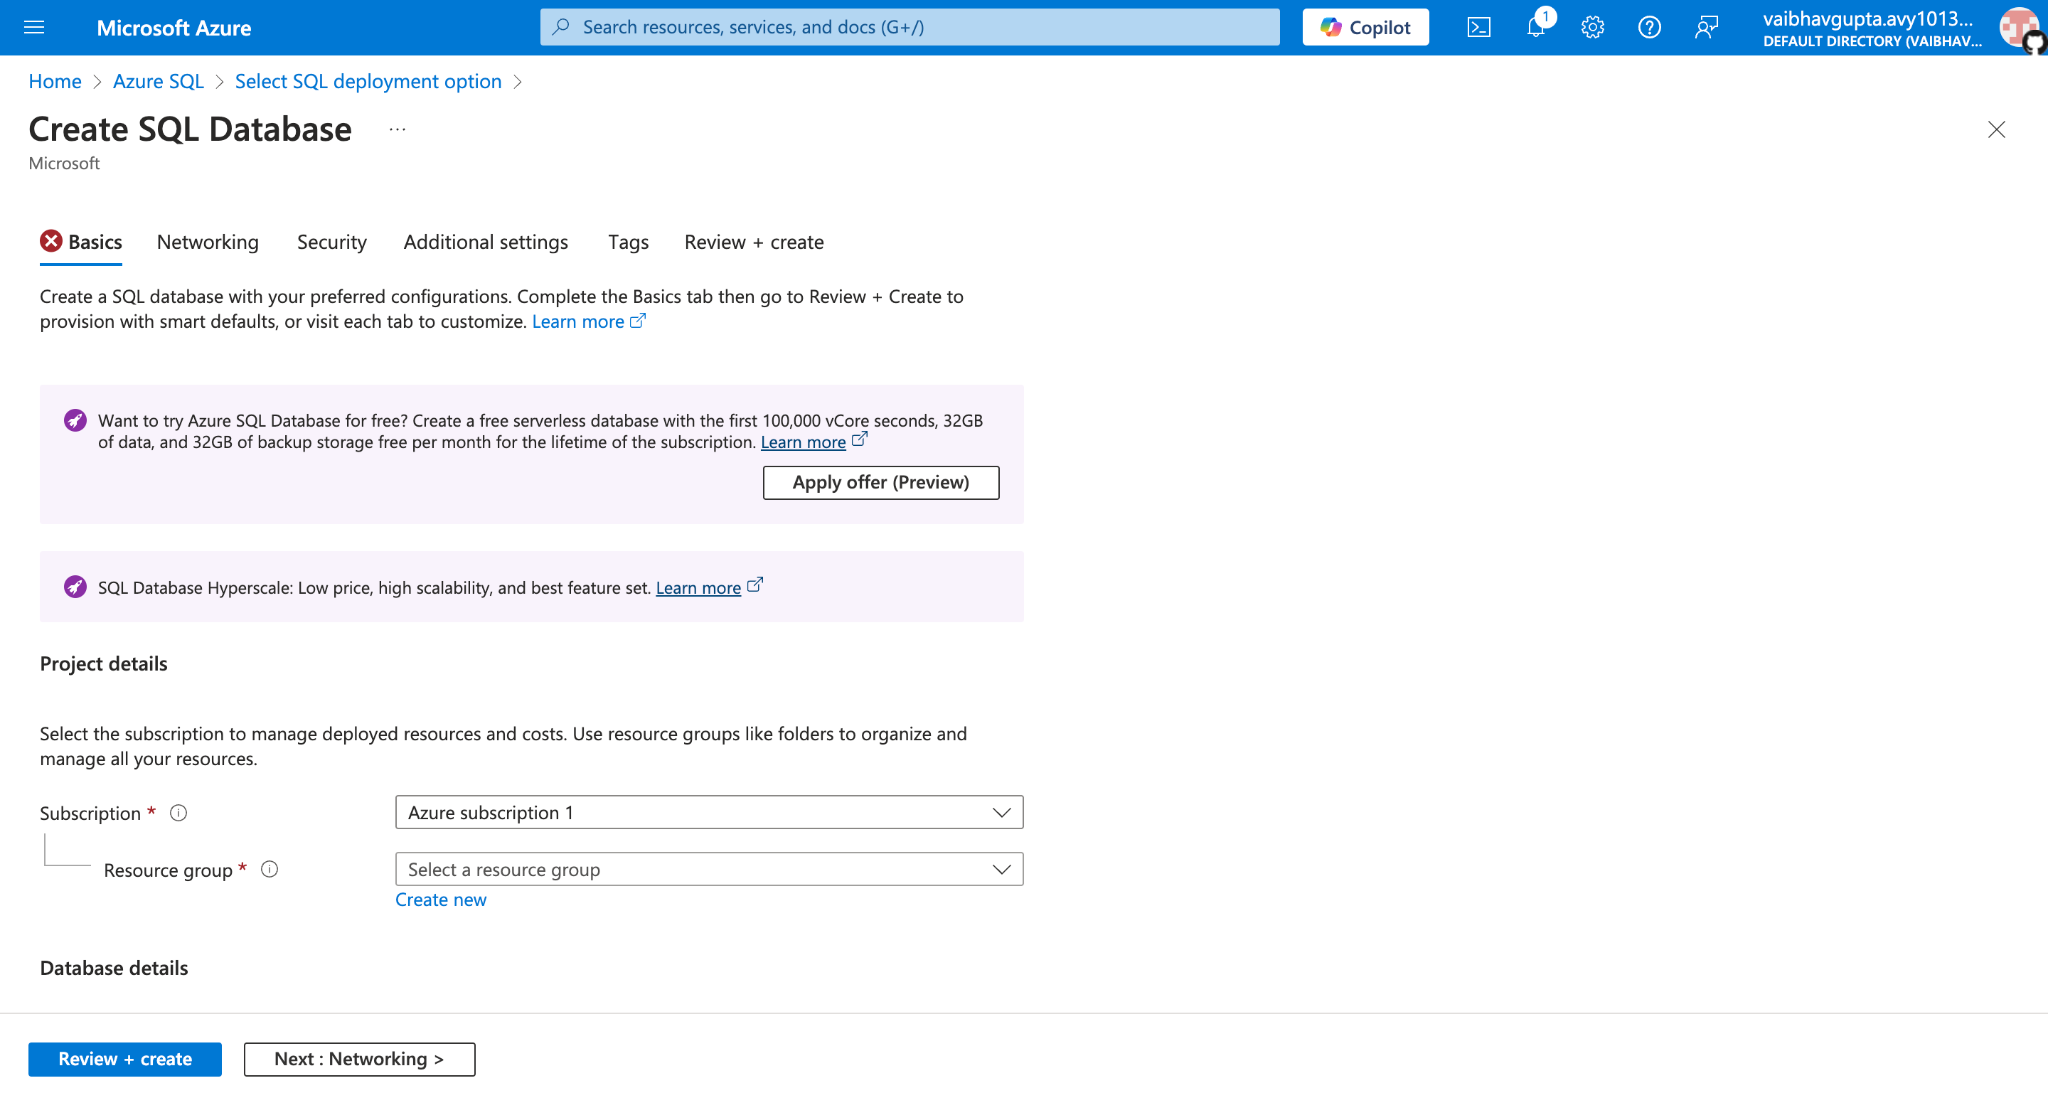 Microsoft Azure
Search resources, services, and docs (G+/)
Copilot
1
vaibhavgupta.avy1013...
DEFAULT DIRECTORY (VAIBHAV...
Home > Azure SQL > Select SQL deployment option >
Create SQL Database ...
Microsoft
Basics Networking Security Additional settings Tags Review + create
Create a SQL database with your preferred configurations. Complete the Basics tab then go to Review + Create to
provision with smart defaults, or visit each tab to customize. Learn more
Want to try Azure SQL Database for free? Create a free serverless database with the first 100,000 vCore seconds, 32GB
of data, and 32GB of backup storage free per month for the lifetime of the subscription. Learn more
Apply offer (Preview)
SQL Database Hyperscale: Low price, high scalability, and best feature set. Learn more
Project details
Select the subscription to manage deployed resources and costs. Use resource groups like folders to organize and
manage all your resources.
Subscription *
Azure subscription 1
Resource group *
Select a resource group
Create new
Database details
Review + create
Next : Networking >